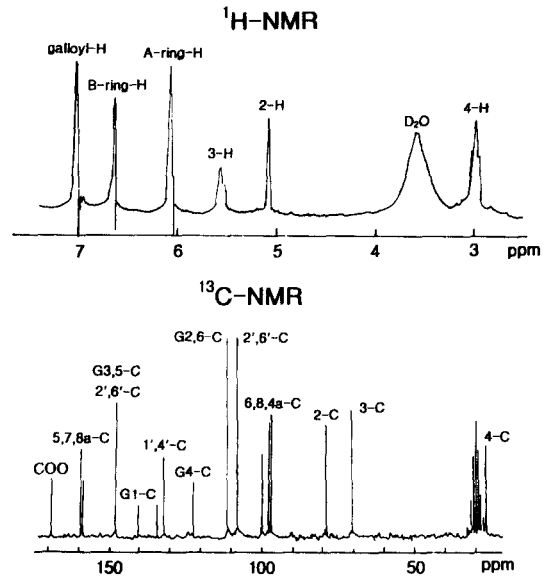 ¹H-NMR
galloyl-H
B-ring-H
A-ring-H
3-H
2-H
D₂O
4-H
7 6 5 4 3 ppm
¹³C-NMR
COO
5,7,8a-C
G3,5-C
2',6'-C
G1-C
1',4'-C
G4-C
G2,6-C
2',6'-C
6,8,4a-C
2-C
3-C
4-C
150 100 50 ppm